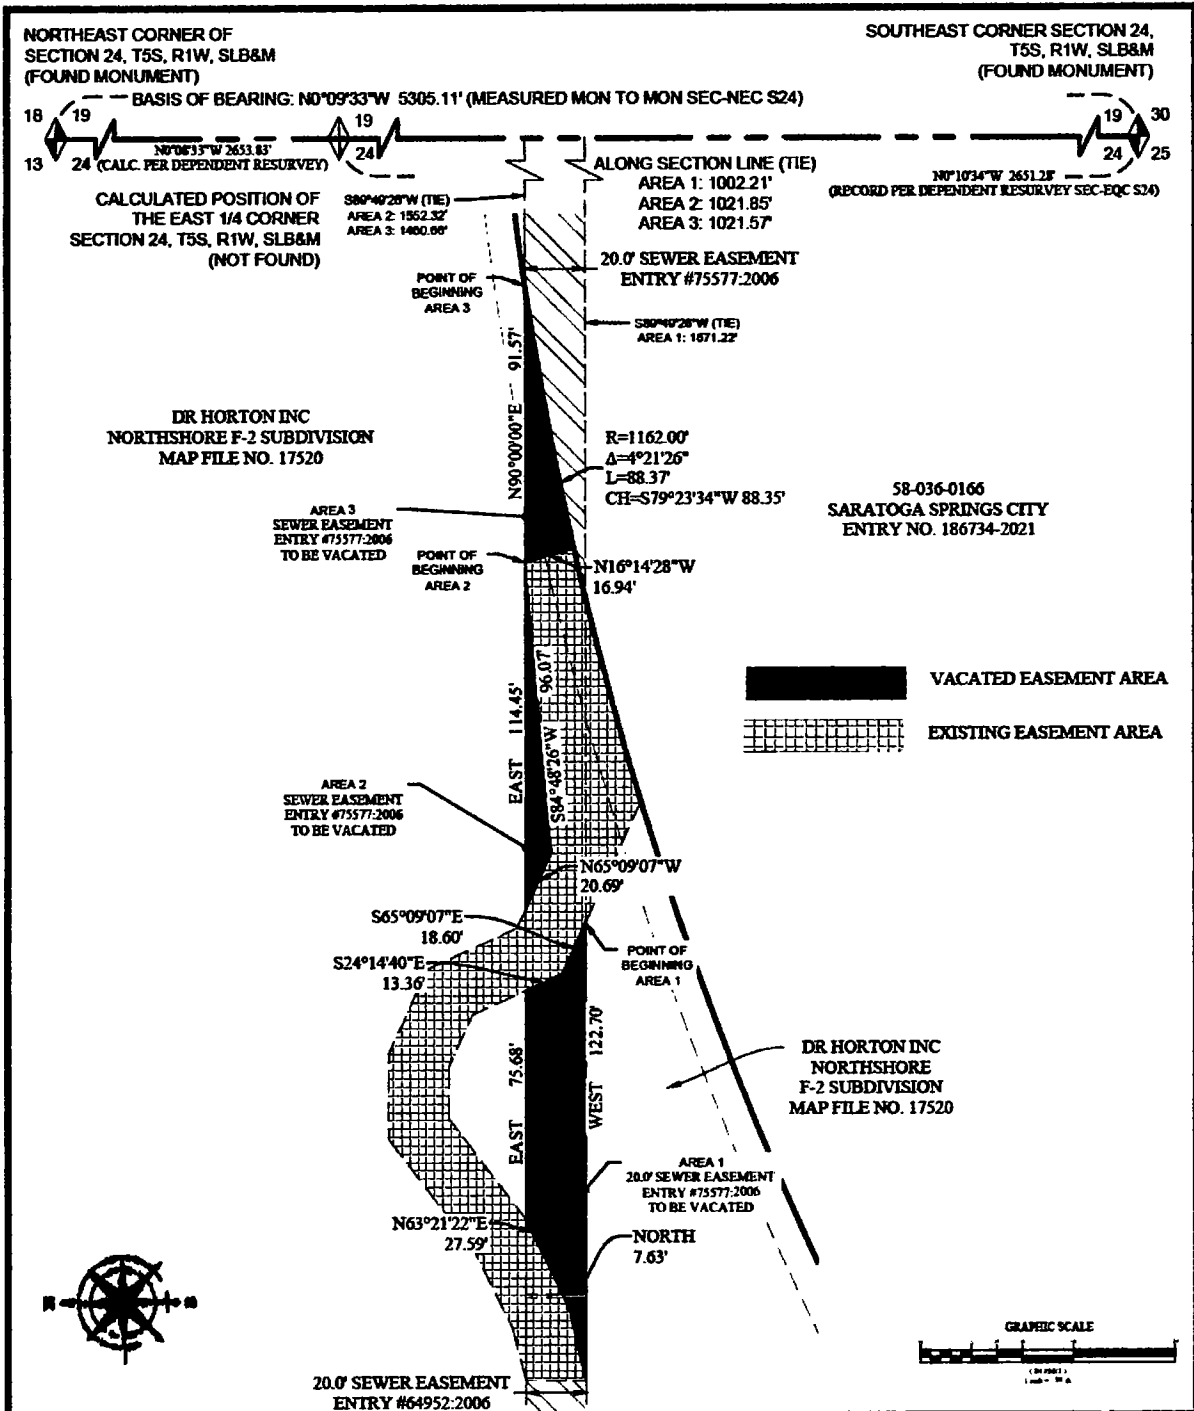 NORTHEAST CORNER OF
SECTION 24, T5S, R1W, SLB&M
(FOUND MONUMENT)
SOUTHEAST CORNER SECTION 24,
T5S, R1W, SLB&M
(FOUND MONUMENT)
BASIS OF BEARING: N0°09'33"W 5305.11' (MEASURED MON TO MON SEC-NEC S24)
18 19
13 24
19
24
19 30
24 25
N0°08'33"W 2653.83'
(CALC. PER DEPENDENT RESURVEY)
N0°10'34"W 2651.28'
(RECORD PER DEPENDENT RESURVEY SEC-EQC S24)
CALCULATED POSITION OF
THE EAST 1/4 CORNER
SECTION 24, T5S, R1W, SLB&M
(NOT FOUND)
S89°49'26"W (TIE)
AREA 2: 1552.32'
AREA 3: 1460.66'
ALONG SECTION LINE (TIE)
AREA 1: 1002.21'
AREA 2: 1021.85'
AREA 3: 1021.57'
20.0' SEWER EASEMENT
ENTRY #75577:2006
POINT OF
BEGINNING
AREA 3
S89°49'26"W (TIE)
AREA 1: 1671.22'
N90°00'00"E 91.57'
DR HORTON INC
NORTHSHORE F-2 SUBDIVISION
MAP FILE NO. 17520
R=1162.00'
Δ=4°21'26"
L=88.37'
CH=S79°23'34"W 88.35'
58-036-0166
SARATOGA SPRINGS CITY
ENTRY NO. 186734-2021
AREA 3
SEWER EASEMENT
ENTRY #75577:2006
TO BE VACATED
POINT OF
BEGINNING
AREA 2
N16°14'28"W
16.94'
EAST 114.45'
S84°48'26"W 96.07'
VACATED EASEMENT AREA
EXISTING EASEMENT AREA
AREA 2
SEWER EASEMENT
ENTRY #75577:2006
TO BE VACATED
N65°09'07"W
20.69'
S65°09'07"E
18.60'
S24°14'40"E
13.36'
POINT OF
BEGINNING
AREA 1
EAST 75.68'
WEST 122.70'
DR HORTON INC
NORTHSHORE
F-2 SUBDIVISION
MAP FILE NO. 17520
AREA 1
20.0' SEWER EASEMENT
ENTRY #75577:2006
TO BE VACATED
N63°21'22"E
27.59'
NORTH
7.63'
GRAPHIC SCALE
20.0' SEWER EASEMENT
ENTRY #64952:2006